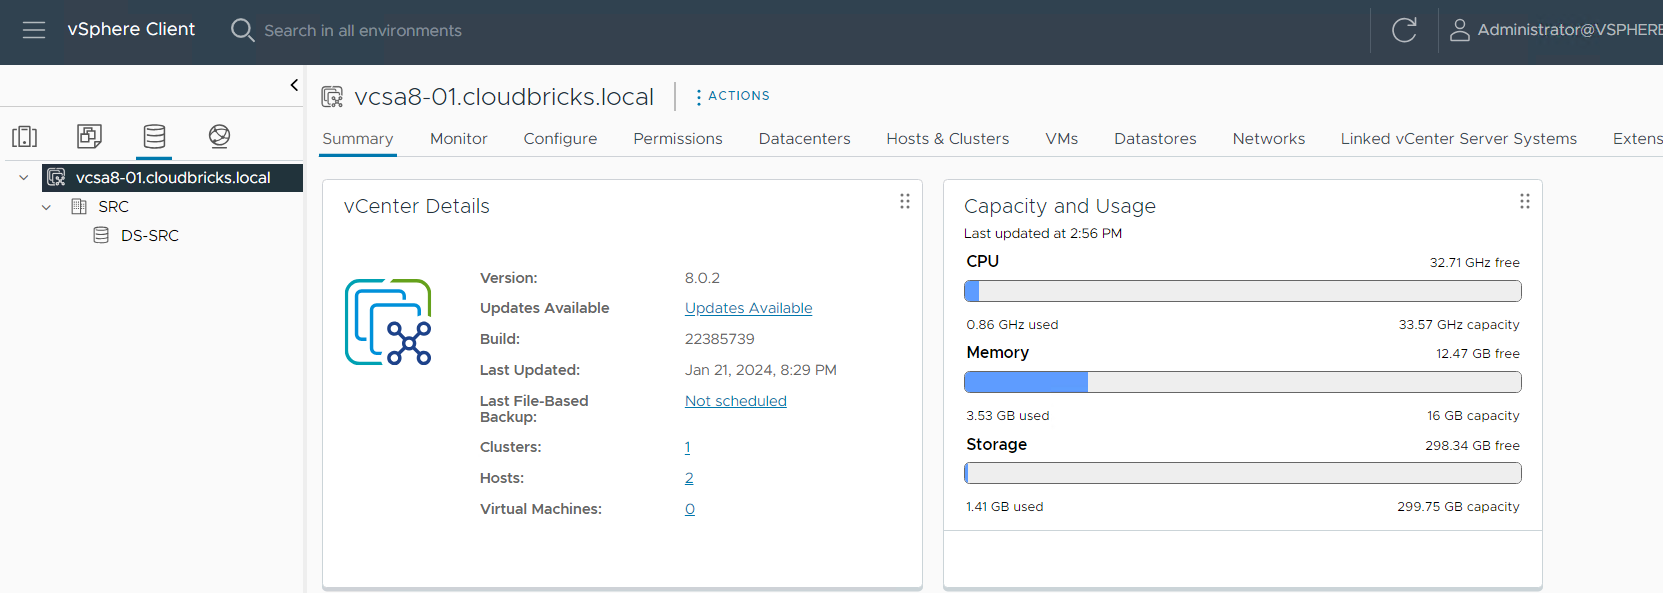 vSphere Client
Search in all environments
Administrator@VSPHERE
vcsa8-01.cloudbricks.local
SRC
DS-SRC
vcsa8-01.cloudbricks.local
ACTIONS
Summary Monitor Configure Permissions Datacenters Hosts & Clusters VMs Datastores Networks Linked vCenter Server Systems Extens
vCenter Details
Version: 8.0.2
Updates Available Updates Available
Build: 22385739
Last Updated: Jan 21, 2024, 8:29 PM
Last File-Based Not scheduled
Backup:
Clusters: 1
Hosts: 2
Virtual Machines: 0
Capacity and Usage
Last updated at 2:56 PM
CPU 32.71 GHz free
0.86 GHz used 33.57 GHz capacity
Memory 12.47 GB free
3.53 GB used 16 GB capacity
Storage 298.34 GB free
1.41 GB used 299.75 GB capacity